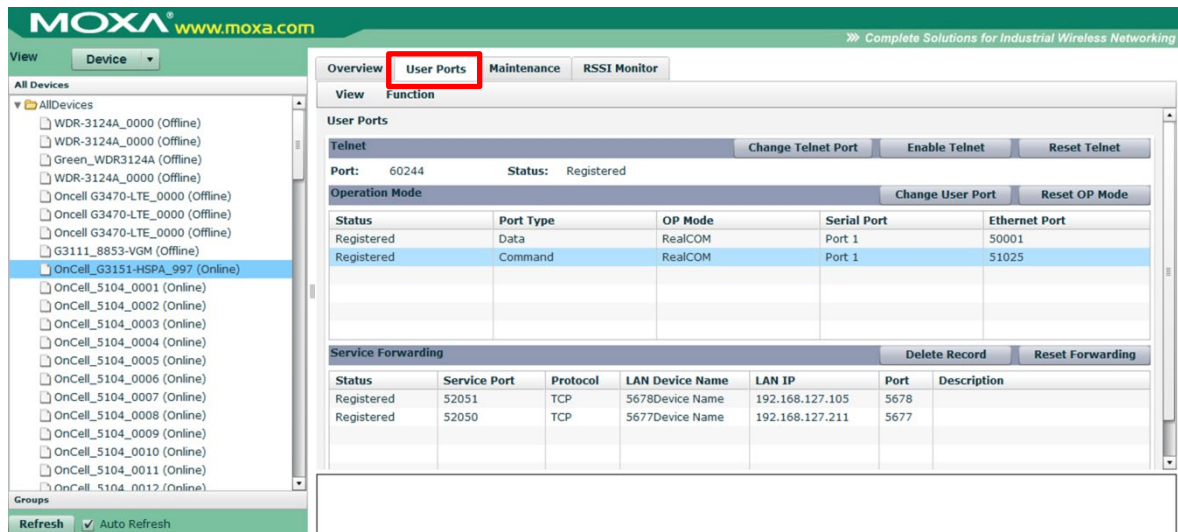 MOXA® www.moxa.com
Complete Solutions for Industrial Wireless Networking
View Device
All Devices
AllDevices
WDR-3124A_0000 (Offline)
WDR-3124A_0000 (Offline)
Green_WDR3124A (Offline)
WDR-3124A_0000 (Offline)
Oncell G3470-LTE_0000 (Offline)
Oncell G3470-LTE_0000 (Offline)
Oncell G3470-LTE_0000 (Offline)
G3111_8853-VGM (Offline)
OnCell_G3151-HSPA_997 (Online)
OnCell_5104_0001 (Online)
OnCell_5104_0002 (Online)
OnCell_5104_0003 (Online)
OnCell_5104_0004 (Online)
OnCell_5104_0005 (Online)
OnCell_5104_0006 (Online)
OnCell_5104_0007 (Online)
OnCell_5104_0008 (Online)
OnCell_5104_0009 (Online)
OnCell_5104_0010 (Online)
OnCell_5104_0011 (Online)
OnCell_5104_0012 (Online)
Groups
Refresh Auto Refresh
Overview User Ports Maintenance RSSI Monitor
View Function
User Ports
Telnet Change Telnet Port Enable Telnet Reset Telnet
Port: 60244 Status: Registered
Operation Mode Change User Port Reset OP Mode
Status Port Type OP Mode Serial Port Ethernet Port
Registered Data RealCOM Port 1 50001
Registered Command RealCOM Port 1 51025
Service Forwarding Delete Record Reset Forwarding
Status Service Port Protocol LAN Device Name LAN IP Port Description
Registered 52051 TCP 5678Device Name 192.168.127.105 5678
Registered 52050 TCP 5677Device Name 192.168.127.211 5677